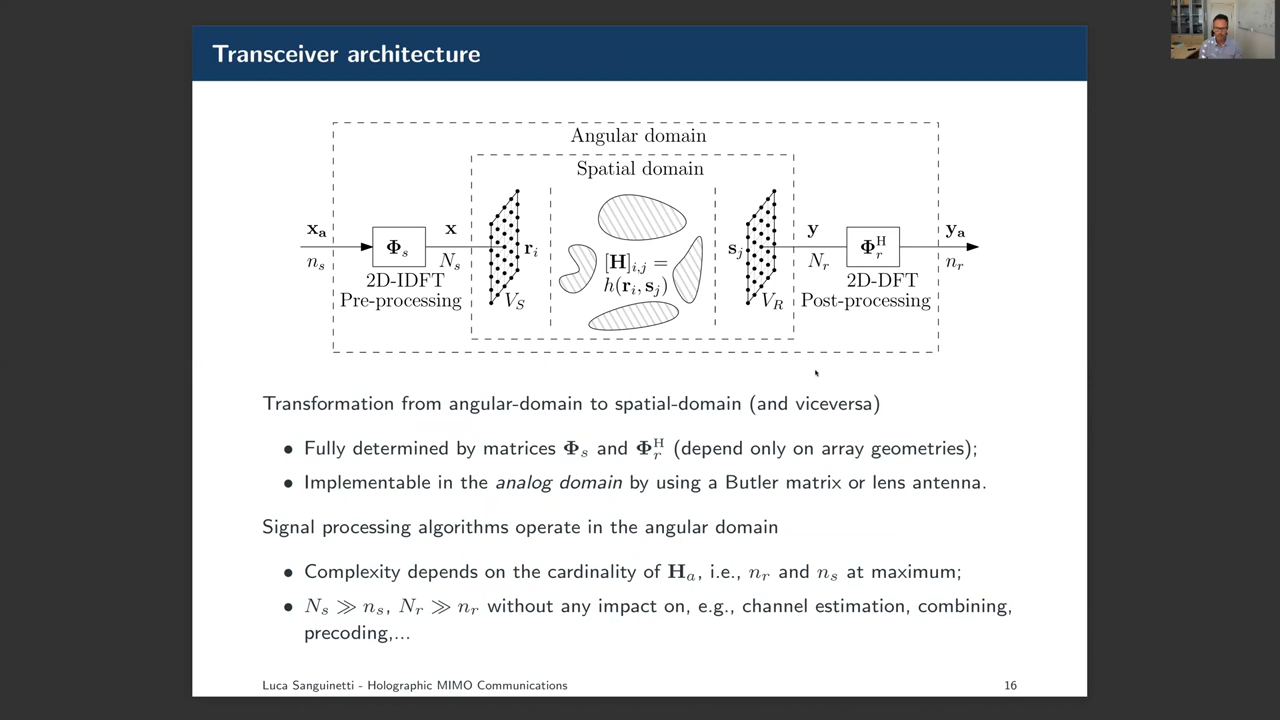 Transceiver architecture
Angular domain
Spatial domain
𝐱ₐ
nₛ
𝚽ₛ
2D-IDFT
Pre-processing
𝐱
Nₛ
𝐫ᵢ
V_S
[𝐇]ᵢ,ⱼ =
h(𝐫ᵢ, 𝐬ⱼ)
𝐬ⱼ
V_R
𝐲
Nᵣ
𝚽ᵣᴴ
2D-DFT
Post-processing
𝐲ₐ
nᵣ
Transformation from angular-domain to spatial-domain (and viceversa)
• Fully determined by matrices 𝚽ₛ and 𝚽ᵣᴴ (depend only on array geometries);
• Implementable in the analog domain by using a Butler matrix or lens antenna.
Signal processing algorithms operate in the angular domain
• Complexity depends on the cardinality of 𝐇ₐ, i.e., nᵣ and nₛ at maximum;
• Nₛ ≫ nₛ, Nᵣ ≫ nᵣ without any impact on, e.g., channel estimation, combining,
precoding,...
Luca Sanguinetti - Holographic MIMO Communications
16